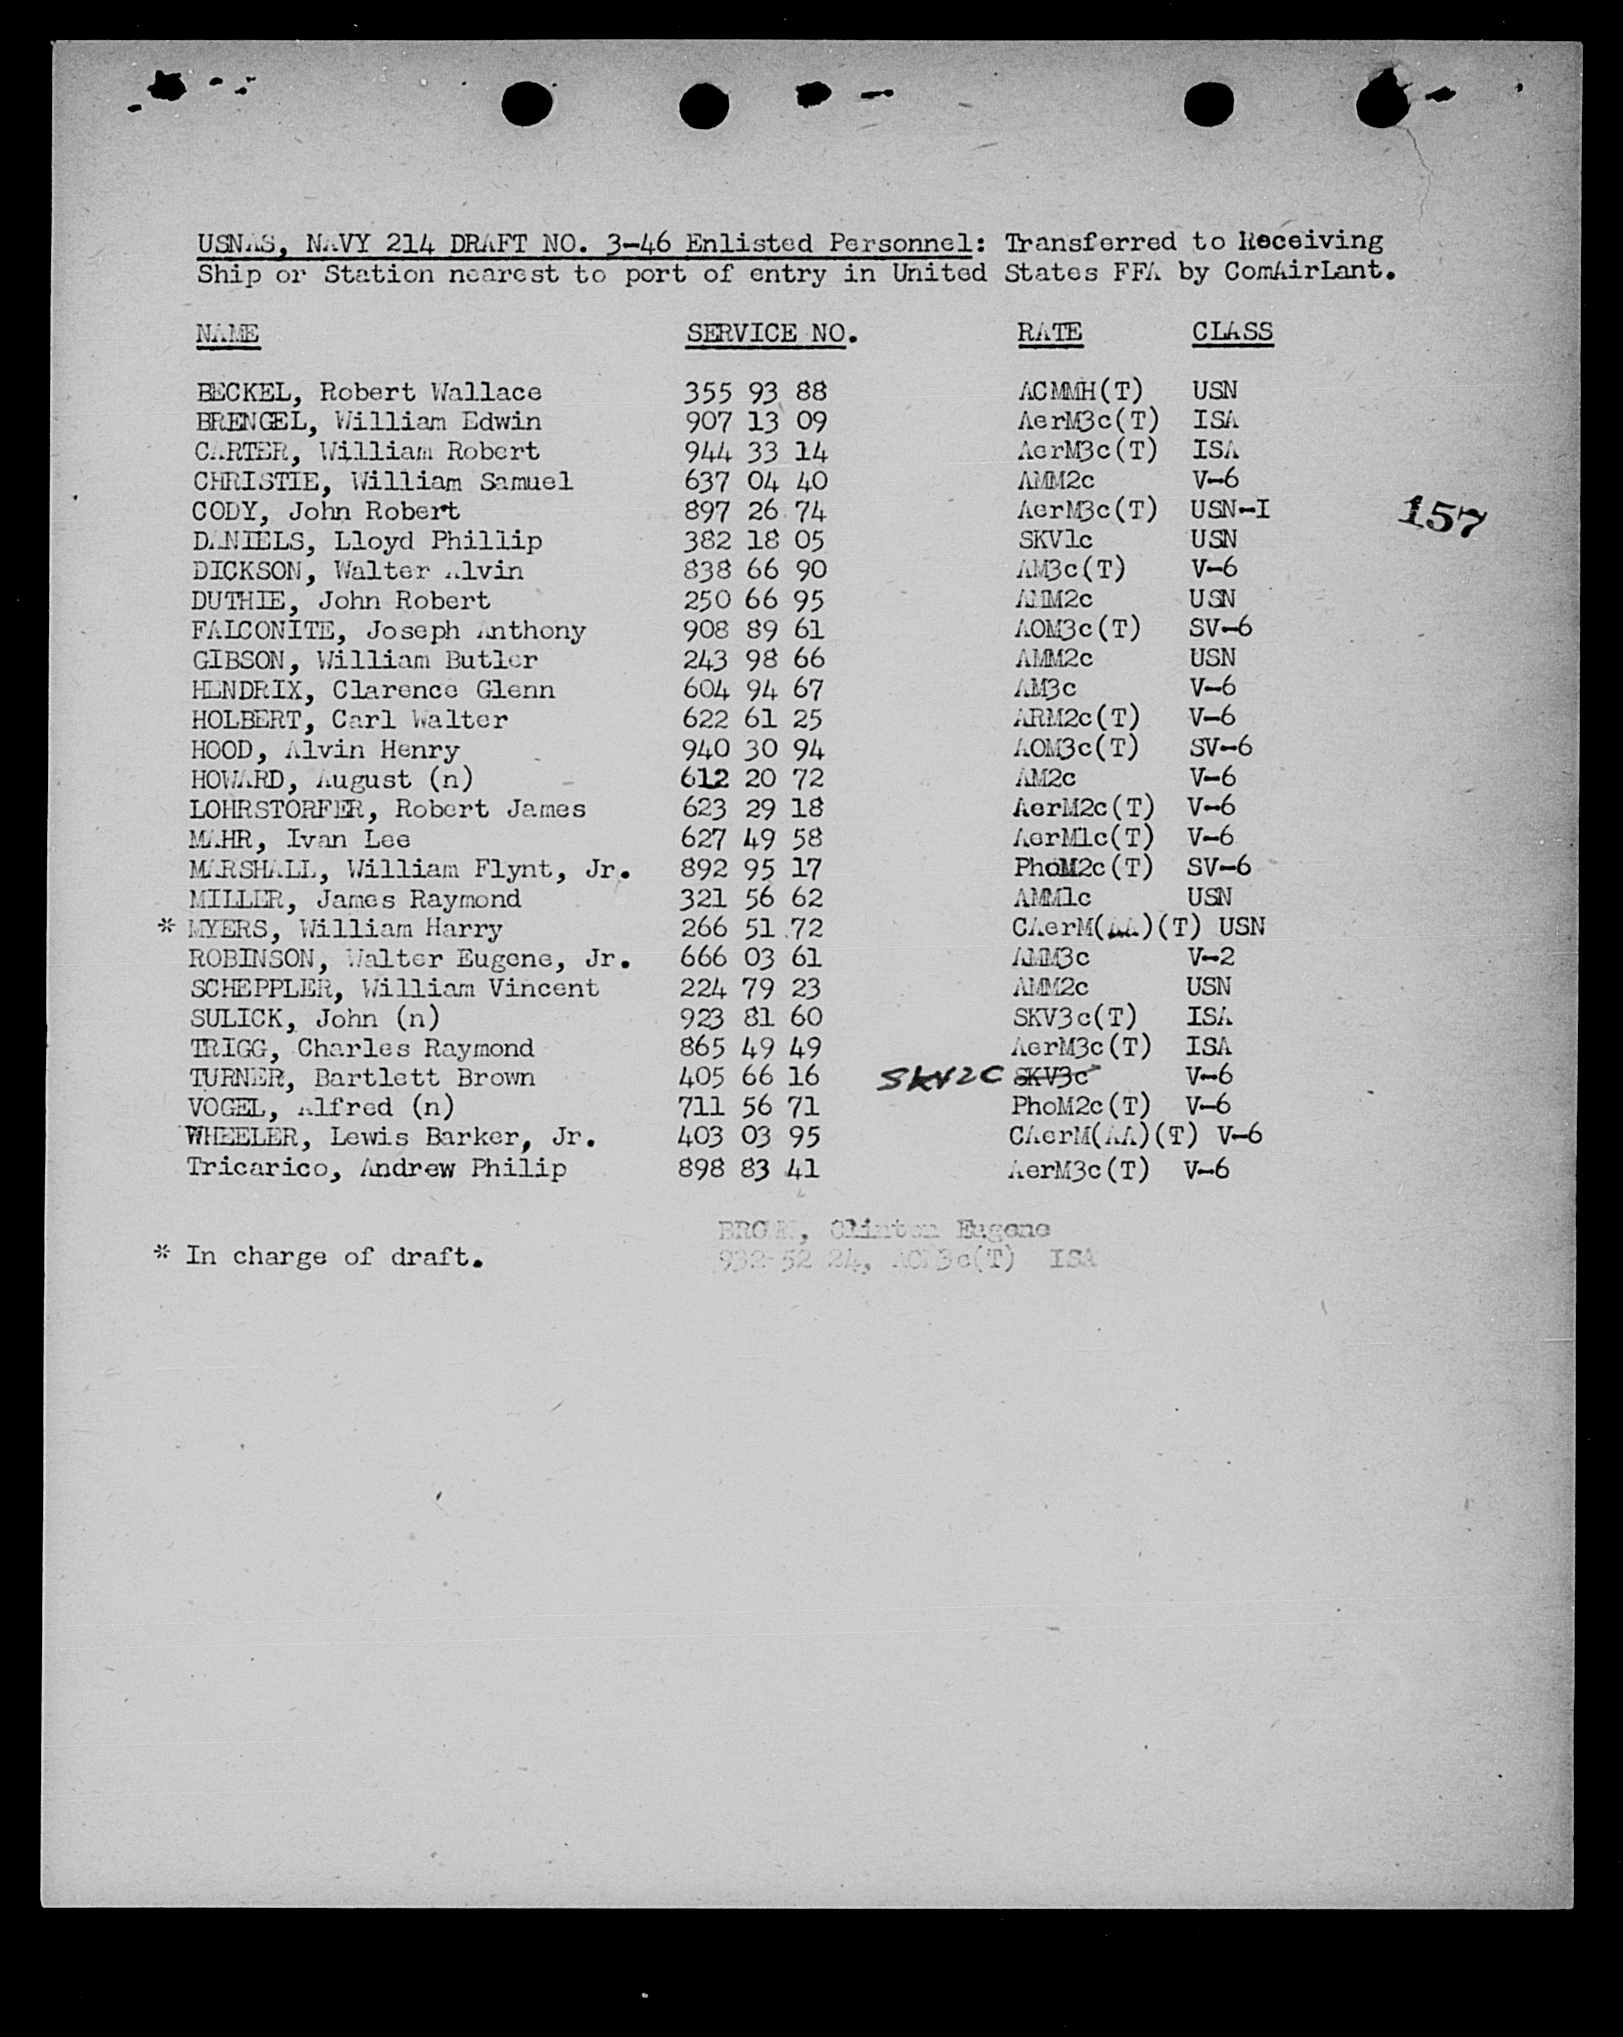 USNAS, NAVY 214 DRAFT NO. 3-46 Enlisted Personnel: Transferred to Receiving
Ship or Station nearest to port of entry in United States FFA by ComAirLant.
NAME SERVICE NO. RATE CLASS
BECKEL, Robert Wallace 355 93 88 ACMMH(T) USN
BRENGEL, William Edwin 907 13 09 AerM3c(T) ISA
CARTER, William Robert 944 33 14 AerM3c(T) ISA
CHRISTIE, William Samuel 637 04 40 AMM2c V-6
CODY, John Robert 897 26 74 AerM3c(T) USN-I
157
DANIELS, Lloyd Phillip 382 18 05 SKV1c USN
DICKSON, Walter Alvin 838 66 90 AM3c(T) V-6
DUTHIE, John Robert 250 66 95 AMM2c USN
FALCONITE, Joseph Anthony 908 89 61 AOM3c(T) SV-6
GIBSON, William Butler 243 98 66 AMM2c USN
HENDRIX, Clarence Glenn 604 94 67 AM3c V-6
HOLBERT, Carl Walter 622 61 25 ARM2c(T) V-6
HOOD, Alvin Henry 940 30 94 AOM3c(T) SV-6
HOWARD, August (n) 612 20 72 AM2c V-6
LOHRSTORFER, Robert James 623 29 18 AerM2c(T) V-6
MAHR, Ivan Lee 627 49 58 AerM1c(T) V-6
MARSHALL, William Flynt, Jr. 892 95 17 PhoM2c(T) SV-6
MILLER, James Raymond 321 56 62 AMM1c USN
* MYERS, William Harry 266 51 72 CAerM(AA)(T) USN
ROBINSON, Walter Eugene, Jr. 666 03 61 AMM3c V-2
SCHEPPLER, William Vincent 224 79 23 AMM2c USN
SULICK, John (n) 923 81 60 SKV3c(T) ISA
TRIGG, Charles Raymond 865 49 49 AerM3c(T) ISA
TURNER, Bartlett Brown 405 66 16 SKV2C SKV3c V-6
VOGEL, Alfred (n) 711 56 71 PhoM2c(T) V-6
WHEELER, Lewis Barker, Jr. 403 03 95 CAerM(AA)(T) V-6
Tricarico, Andrew Philip 898 83 41 AerM3c(T) V-6
Clinton Eugene
* In charge of draft.
932-52 24, ISA